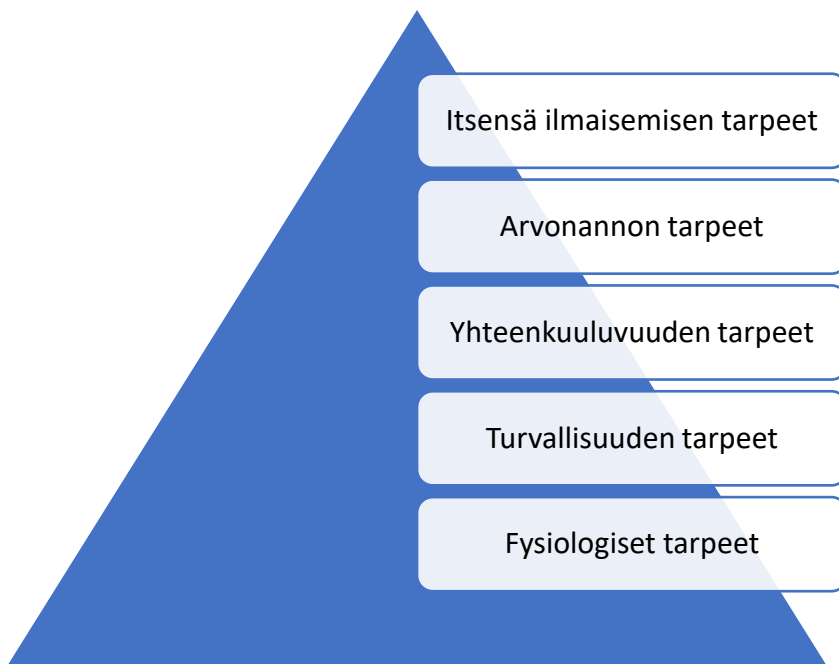 Itsensä ilmaisemisen tarpeet
Arvonannon tarpeet
Yhteenkuuluvuuden tarpeet
Turvallisuuden tarpeet
Fysiologiset tarpeet